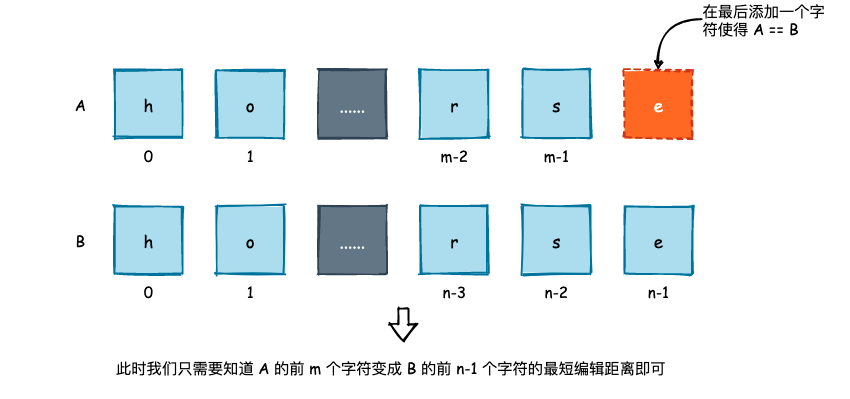 在最后添加一个字
符使得 A == B
A h o ...... r s e
0 1 m-2 m-1
B h o ...... r s e
0 1 n-3 n-2 n-1
此时我们只需要知道 A 的前 m 个字符变成 B 的前 n-1 个字符的最短编辑距离即可